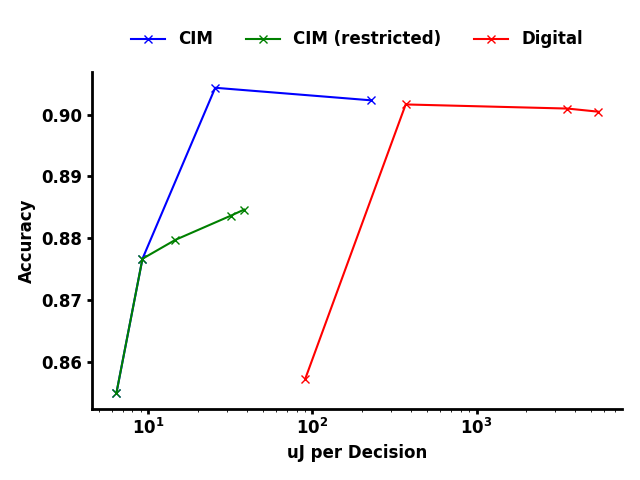 CIM CIM (restricted) Digital
0.90
0.89
0.88
0.87
0.86
Accuracy
10¹ 10² 10³
uJ per Decision